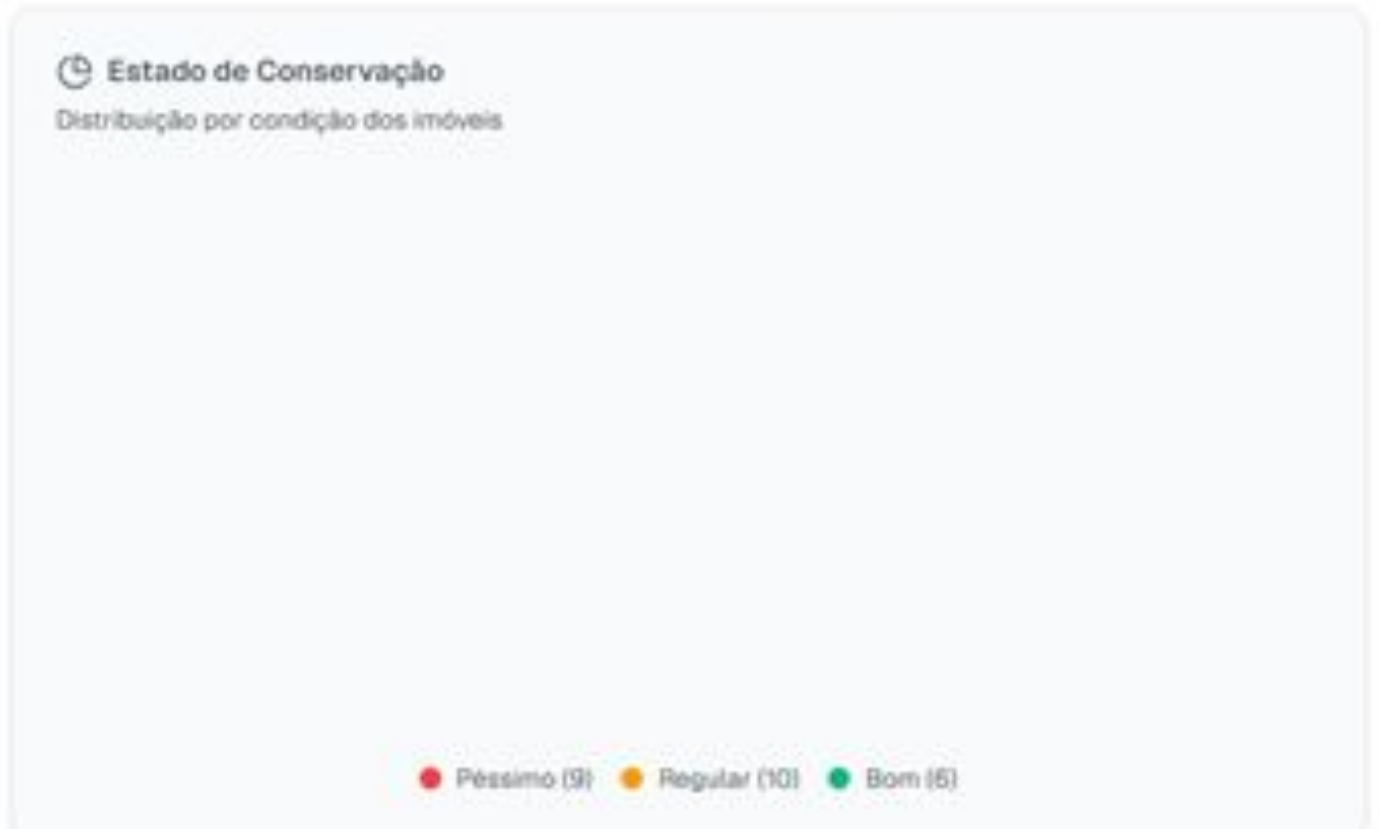 Estado de Conservação
Distribuição por condição dos imóveis
Péssimo (9) Regular (10) Bom (6)